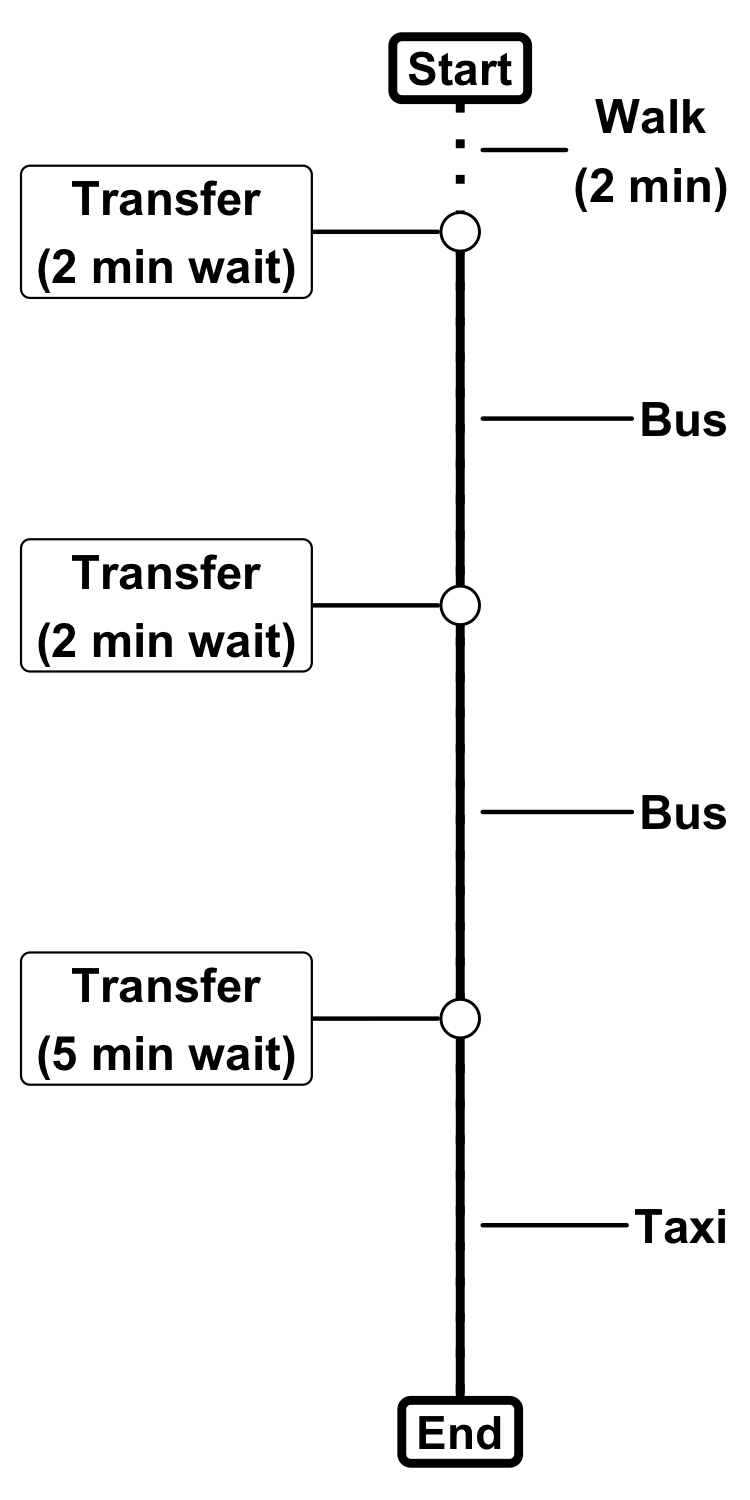 Start
Walk
(2 min)
Transfer
(2 min wait)
Bus
Transfer
(2 min wait)
Bus
Transfer
(5 min wait)
Taxi
End